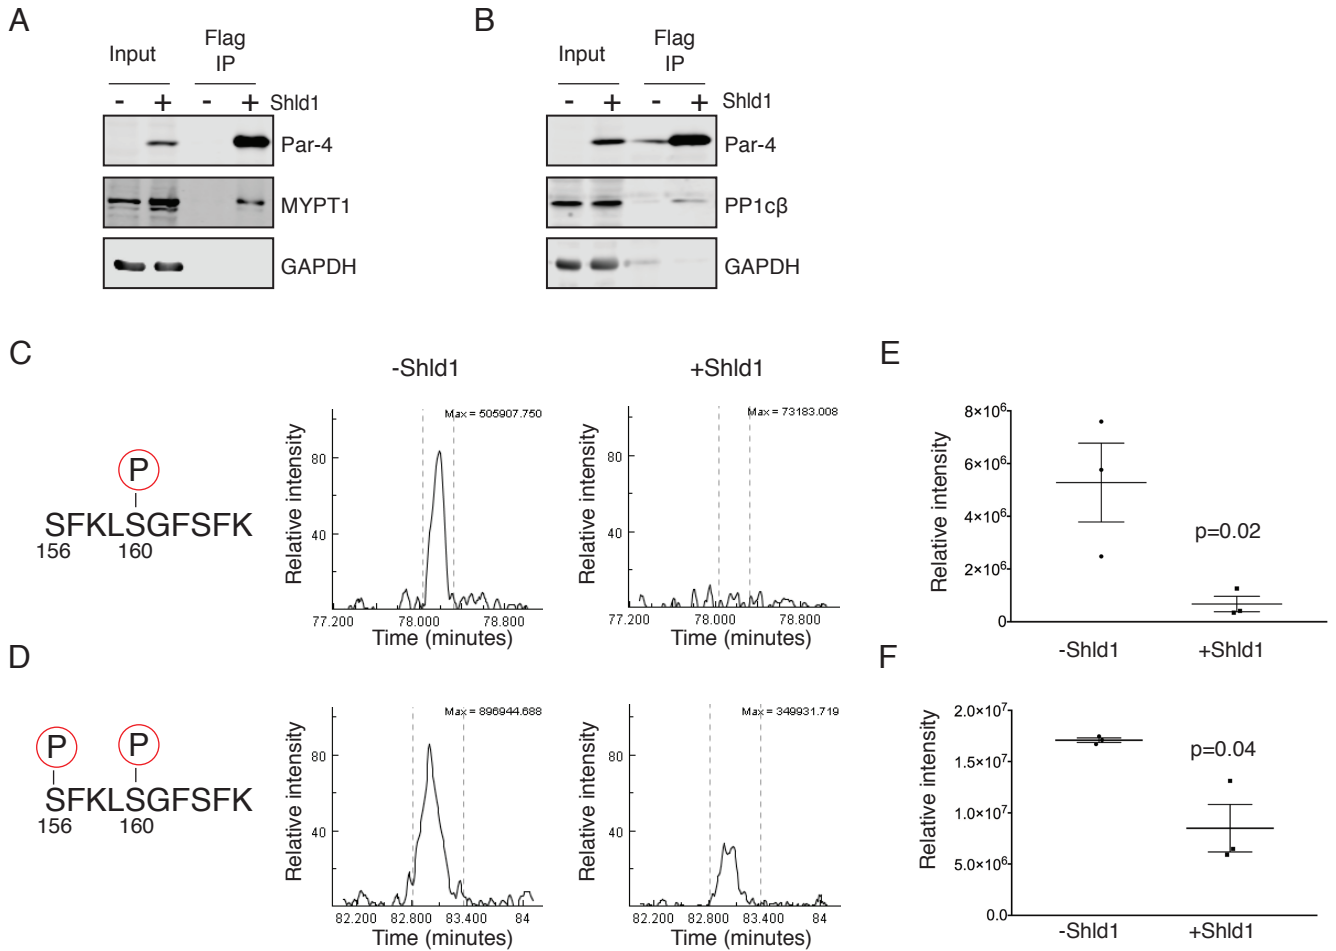 A
Input
Flag
IP
- + - + Shld1
Par-4
MYPT1
GAPDH
B
Input
Flag
IP
- + - + Shld1
Par-4
PP1cβ
GAPDH
C
-Shld1
+Shld1
P
SFKLSGFSFK
156 160
Relative intensity
Max = 505907.750
80
40
77.200 78.000 78.800
Time (minutes)
Relative intensity
Max = 73183.008
80
40
77.200 78.000 78.800
Time (minutes)
E
Relative intensity
8×10⁶
6×10⁶
4×10⁶
2×10⁶
0
p=0.02
-Shld1 +Shld1
D
P P
SFKLSGFSFK
156 160
Relative intensity
Max = 896944.688
80
40
82.200 82.800 83.400 84
Time (minutes)
Relative intensity
Max = 349931.719
80
40
82.200 82.800 83.400 84
Time (minutes)
F
Relative intensity
2.0×10⁷
1.5×10⁷
1.0×10⁷
5.0×10⁶
0.0
p=0.04
-Shld1 +Shld1